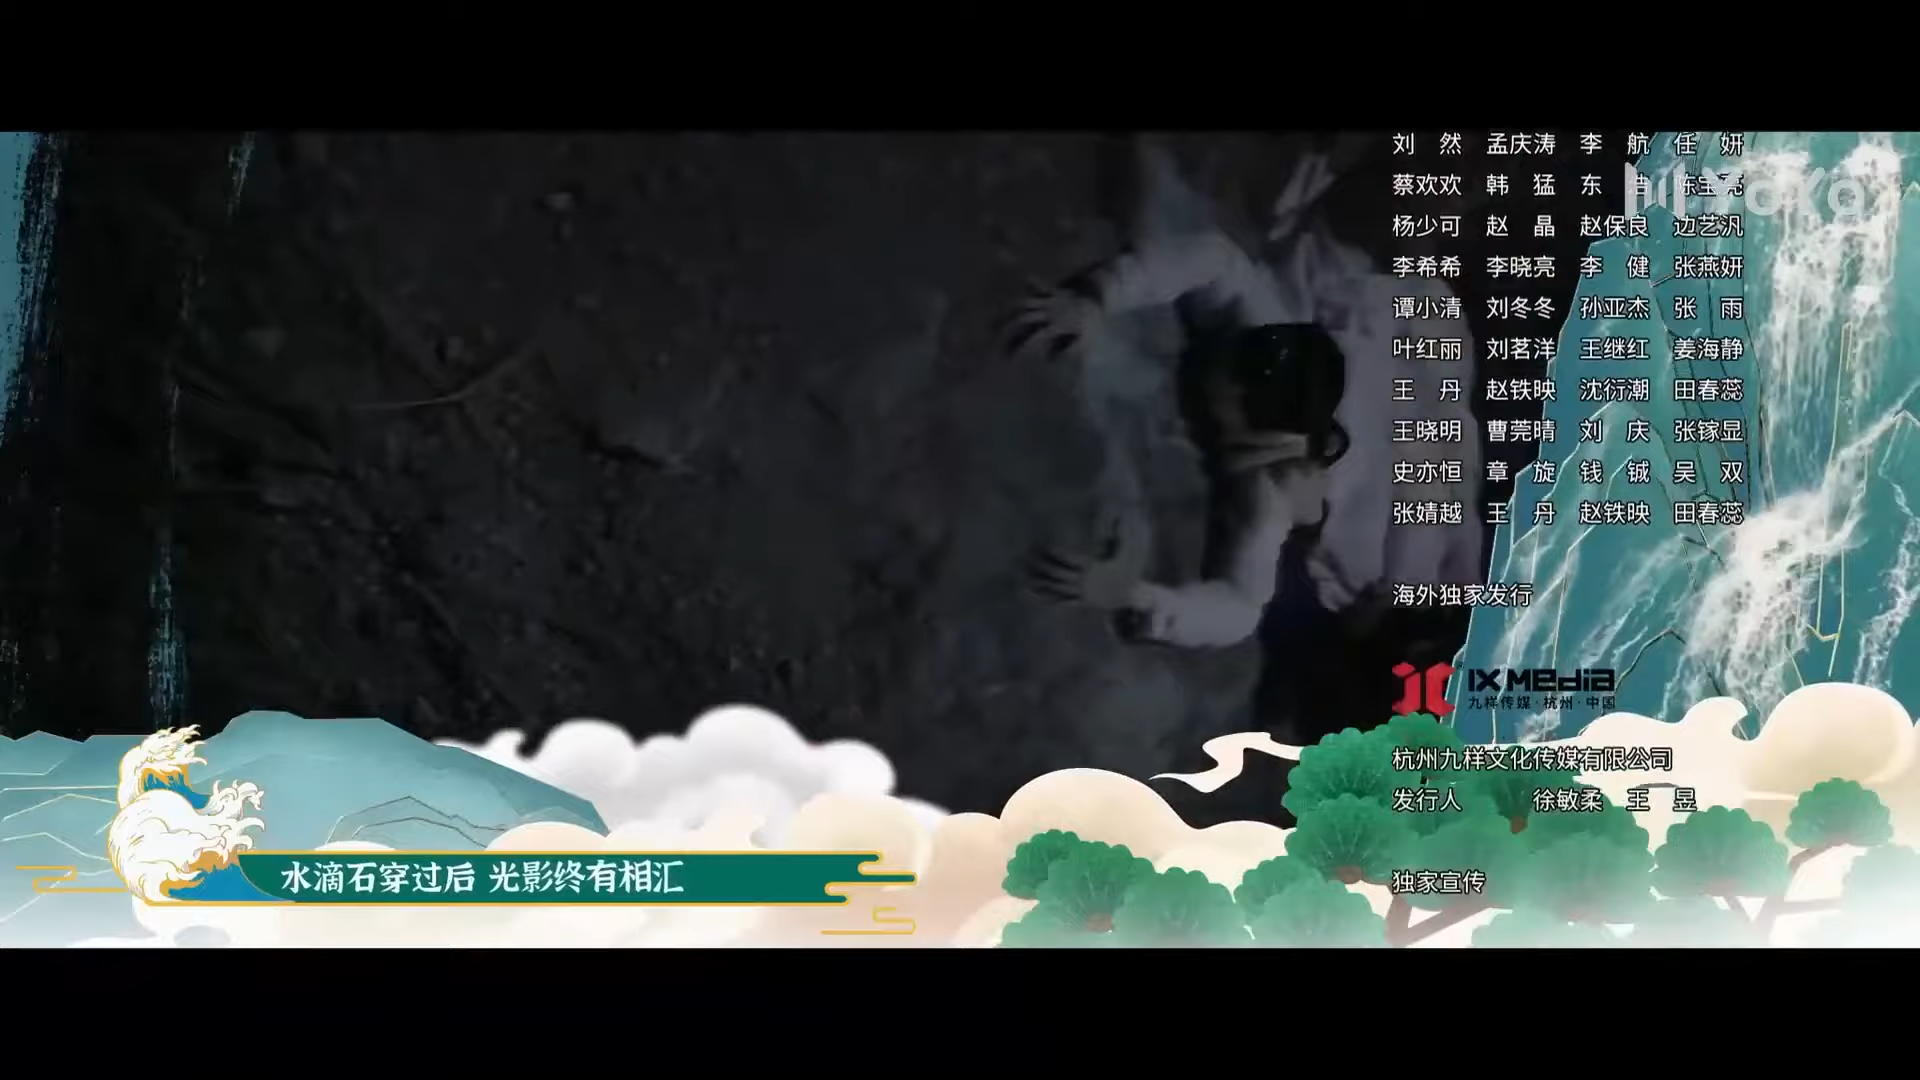 刘 然 孟庆涛 李 航 任 妍
蔡欢欢 韩 猛 东 浩 陈宝亮
YOYO
杨少可 赵 晶 赵保良 边艺汎
李希希 李晓亮 李 健 张燕妍
谭小清 刘冬冬 孙亚杰 张 雨
叶红丽 刘茗洋 王继红 姜海静
王 丹 赵铁映 沈衍潮 田春蕊
王晓明 曹莞晴 刘 庆 张镓显
史亦恒 章 旋 钱 铖 吴 双
张婧越 王 丹 赵铁映 田春蕊
海外独家发行
IX Media
九样传媒·杭州·中国
杭州九样文化传媒有限公司
发行人 徐敏柔 王 昱
水滴石穿过后 光影终有相汇
独家宣传